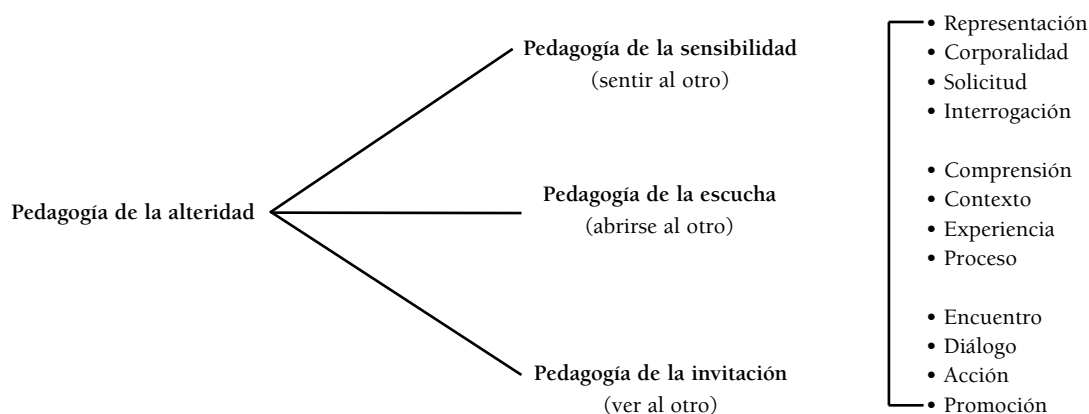 Pedagogía de la alteridad
Pedagogía de la sensibilidad
(sentir al otro)
Pedagogía de la escucha
(abrirse al otro)
Pedagogía de la invitación
(ver al otro)
• Representación
• Corporalidad
• Solicitud
• Interrogación
• Comprensión
• Contexto
• Experiencia
• Proceso
• Encuentro
• Diálogo
• Acción
• Promoción